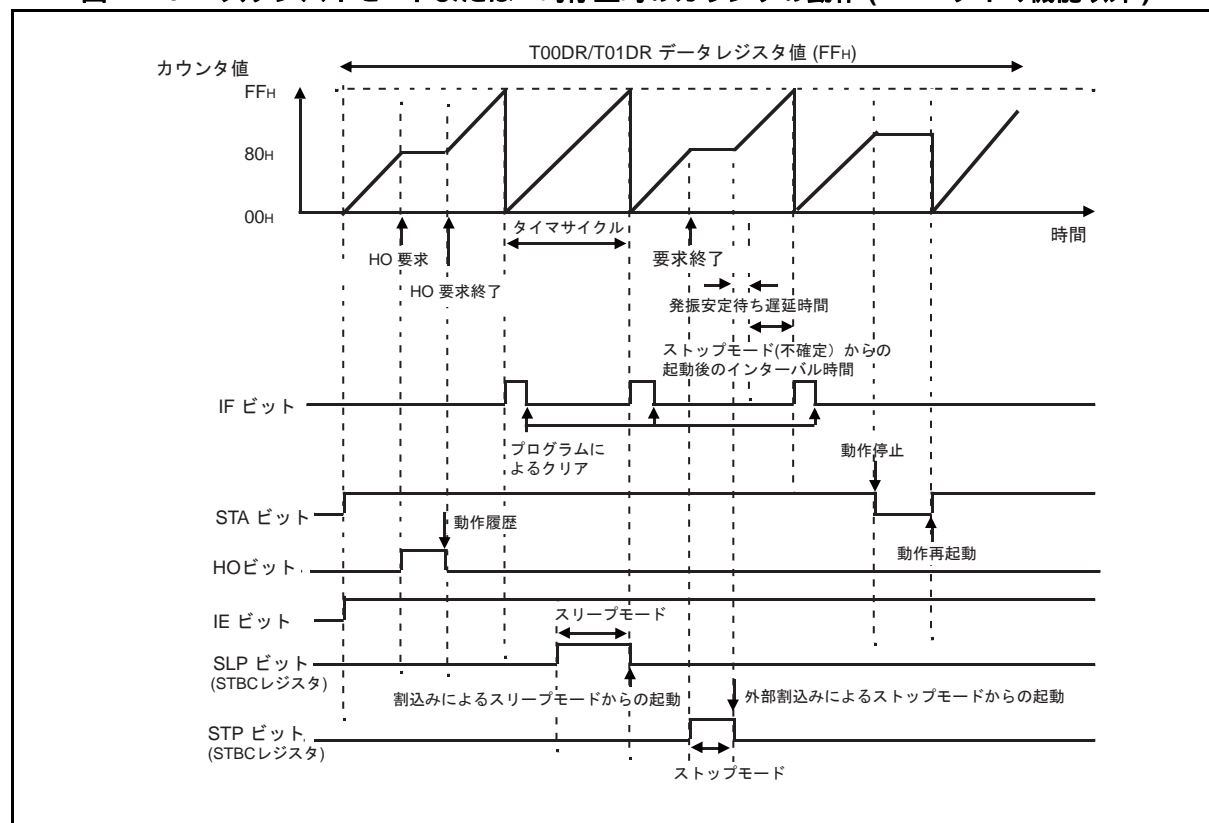 T00DR/T01DR データレジスタ値 (FFH)
カウンタ値
FFH
80H
00H
時間
タイマサイクル
HO 要求
要求終了
HO 要求終了
発振安定待ち遅延時間
ストップモード(不確定）からの
起動後のインターバル時間
IF ビット
プログラムに
よるクリア
動作停止
STA ビット
動作履歴
動作再起動
HOビット
IE ビット
スリープモード
SLP ビット
(STBCレジスタ)
割込みによるスリープモードからの起動
外部割込みによるストップモードからの起動
STP ビット
(STBCレジスタ)
ストップモード